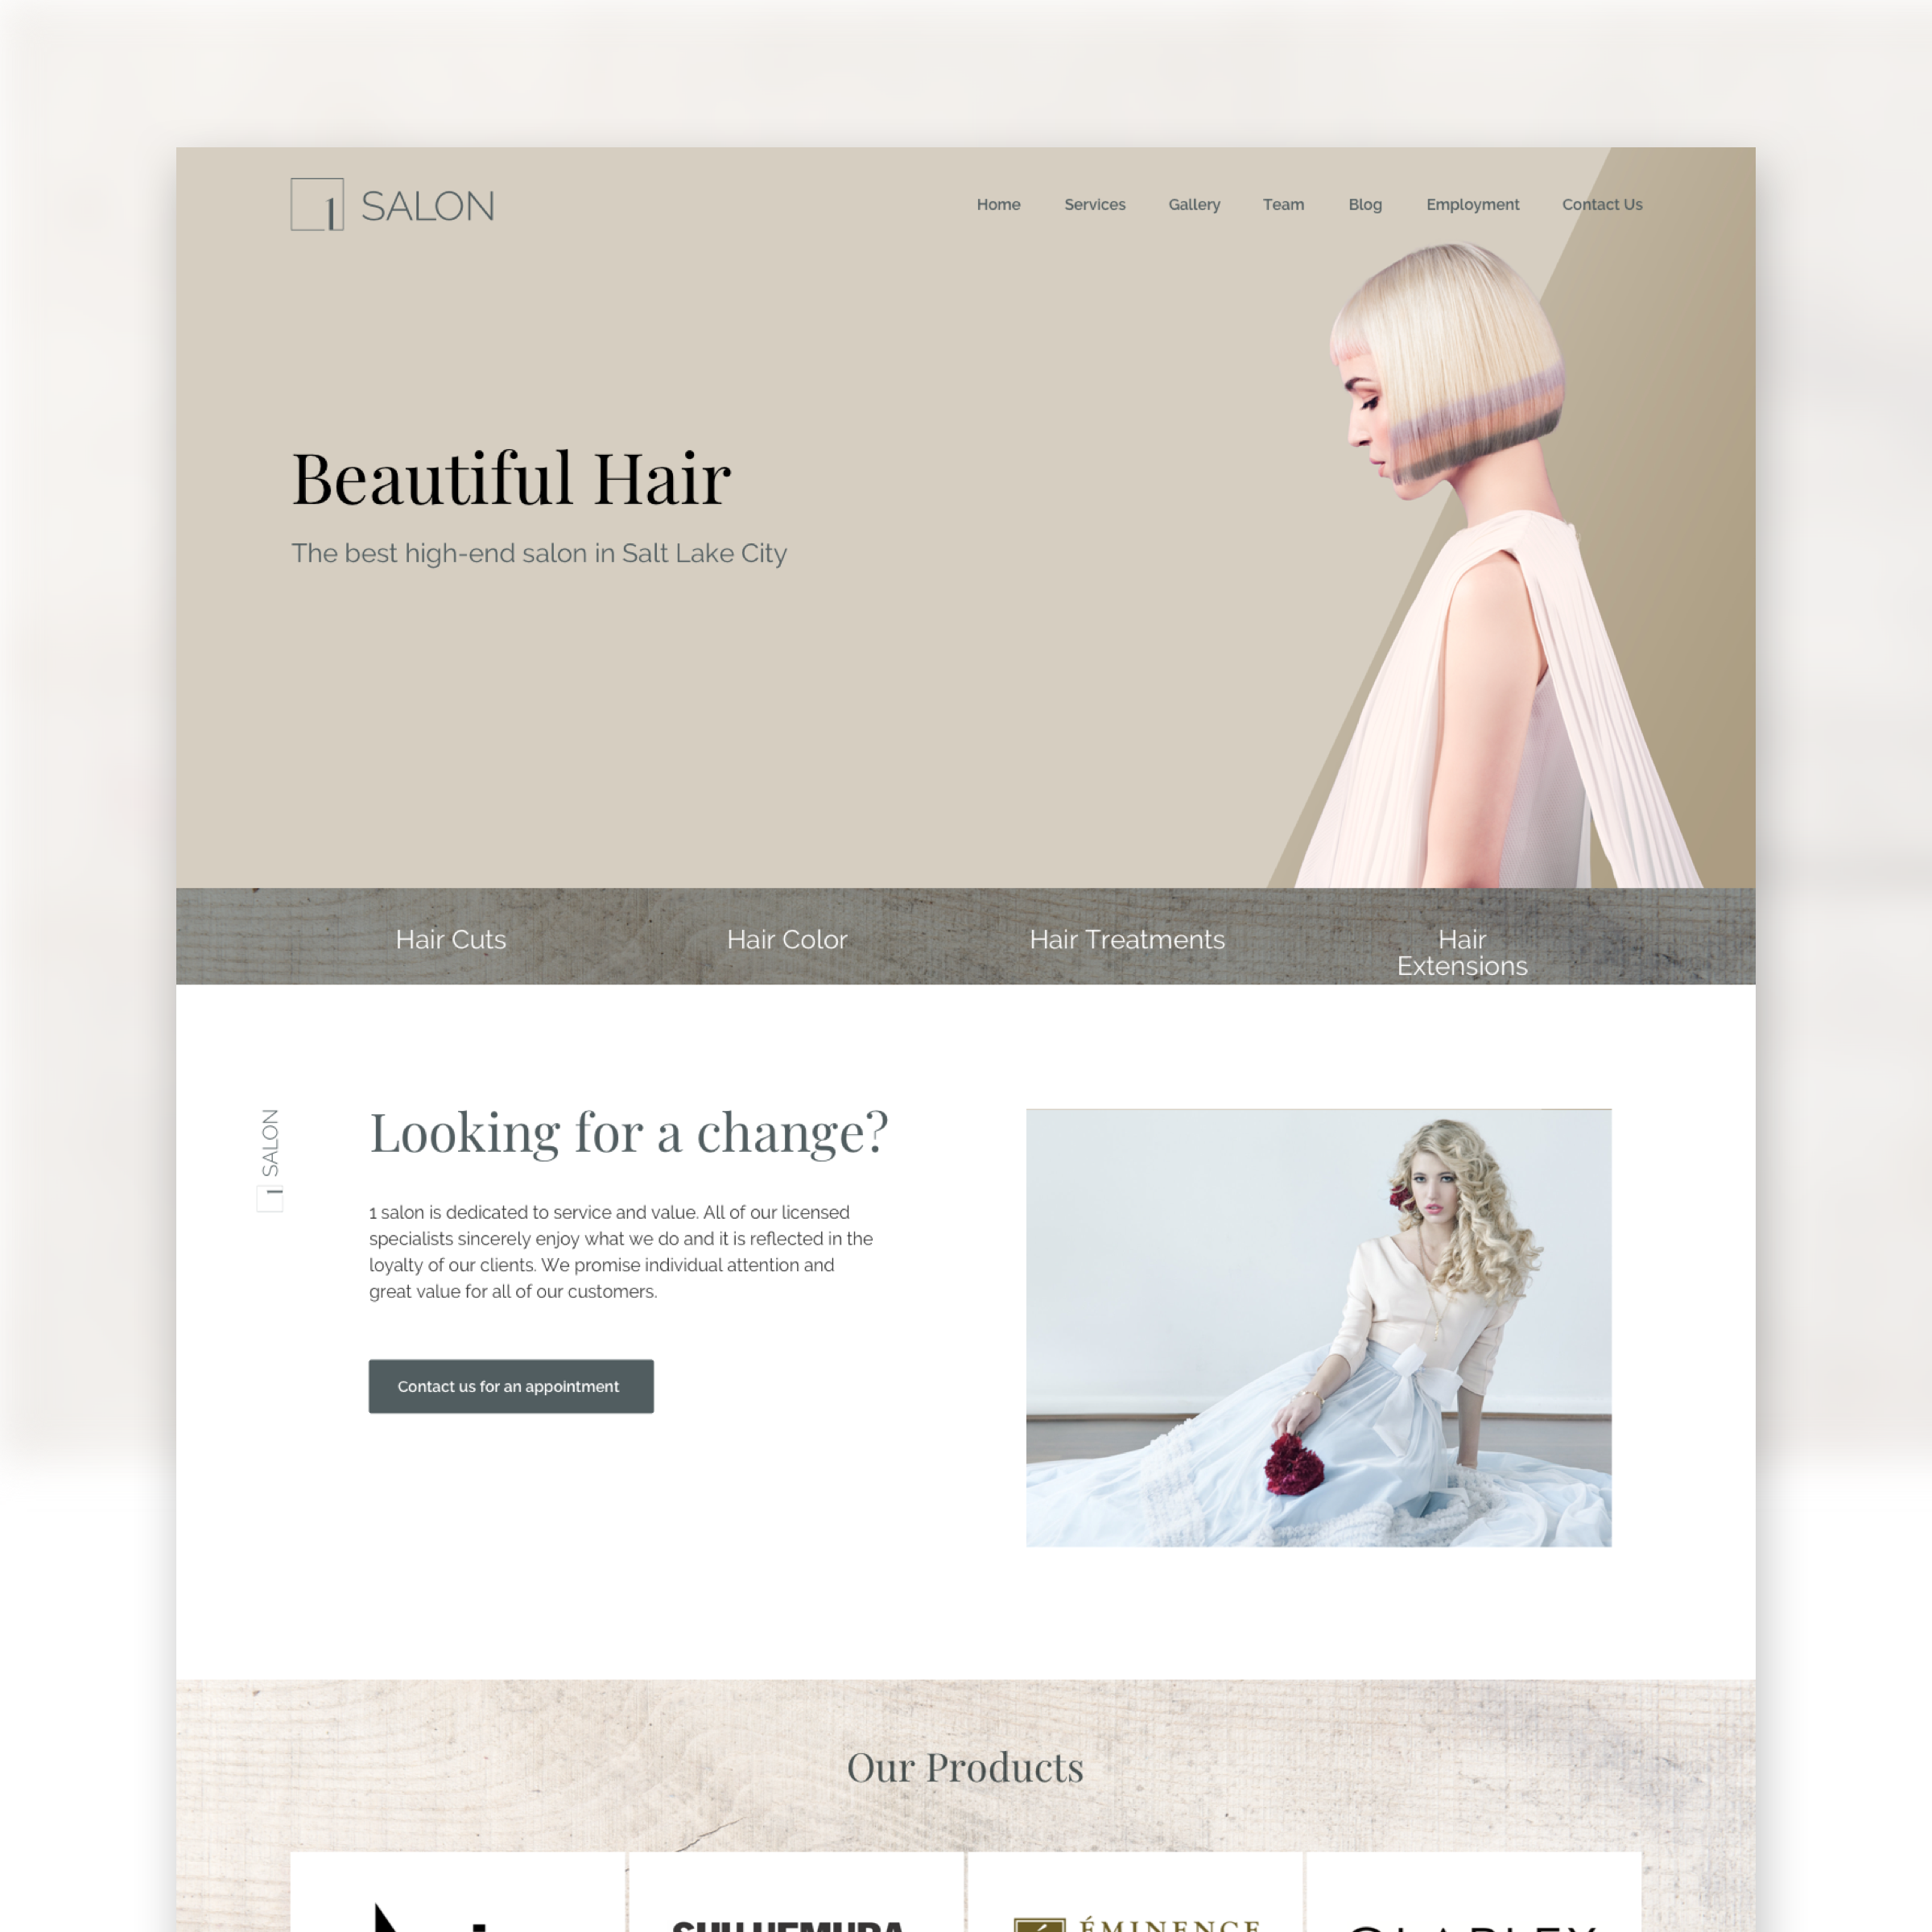 1 SALON
Home Services Gallery Team Blog Employment Contact Us
Beautiful Hair
The best high-end salon in Salt Lake City
Hair Cuts Hair Color Hair Treatments Hair
Extensions
1 SALON
Looking for a change?
1 salon is dedicated to service and value. All of our licensed
specialists sincerely enjoy what we do and it is reflected in the
loyalty of our clients. We promise individual attention and
great value for all of our customers.
Contact us for an appointment
Our Products
SHU UEMURA ÉMINENCE